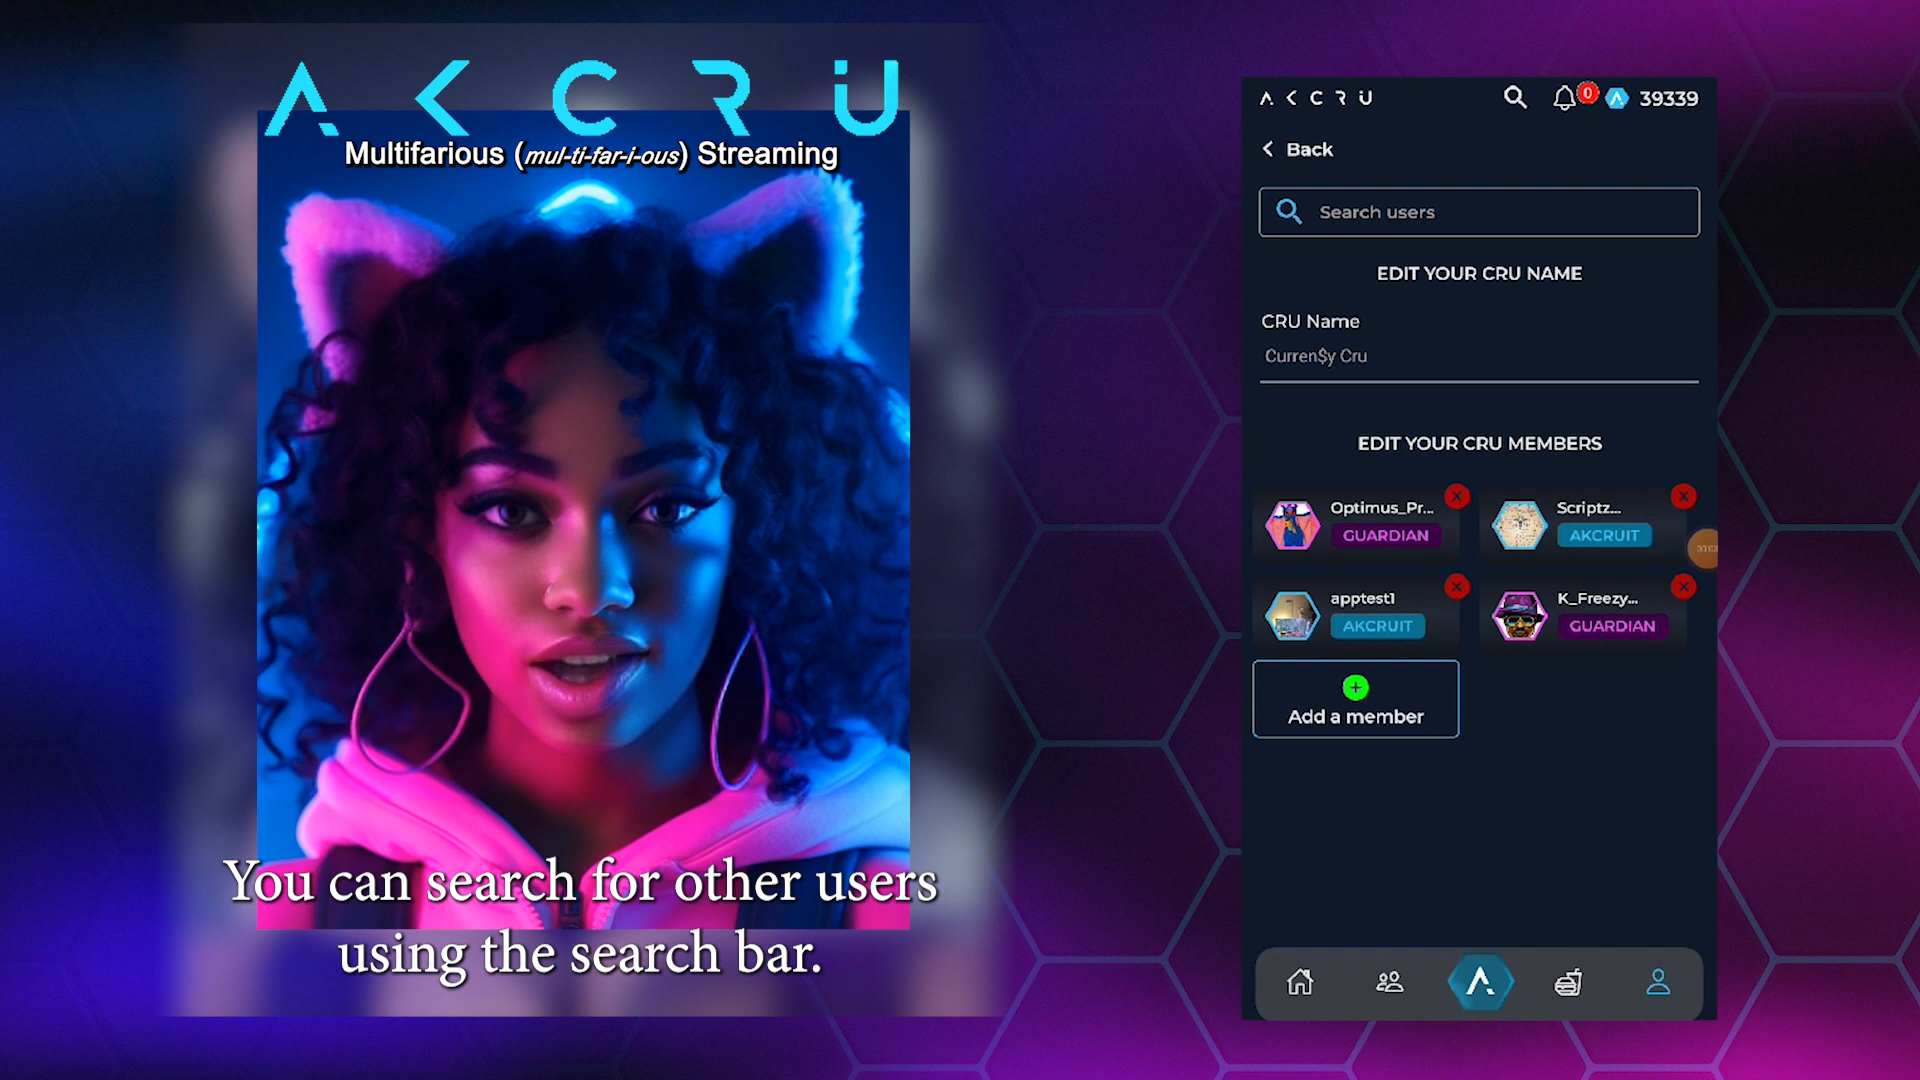 AKCRU
Multifarious (mul-ti-far-i-ous) Streaming
You can search for other users
using the search bar.
AKCRU
0
39339
Back
Search users
EDIT YOUR CRU NAME
CRU Name
Curren$y Cru
EDIT YOUR CRU MEMBERS
Optimus_Pr...
GUARDIAN
Scriptz...
AKCRUIT
apptest1
AKCRUIT
K_Freezy...
GUARDIAN
Add a member